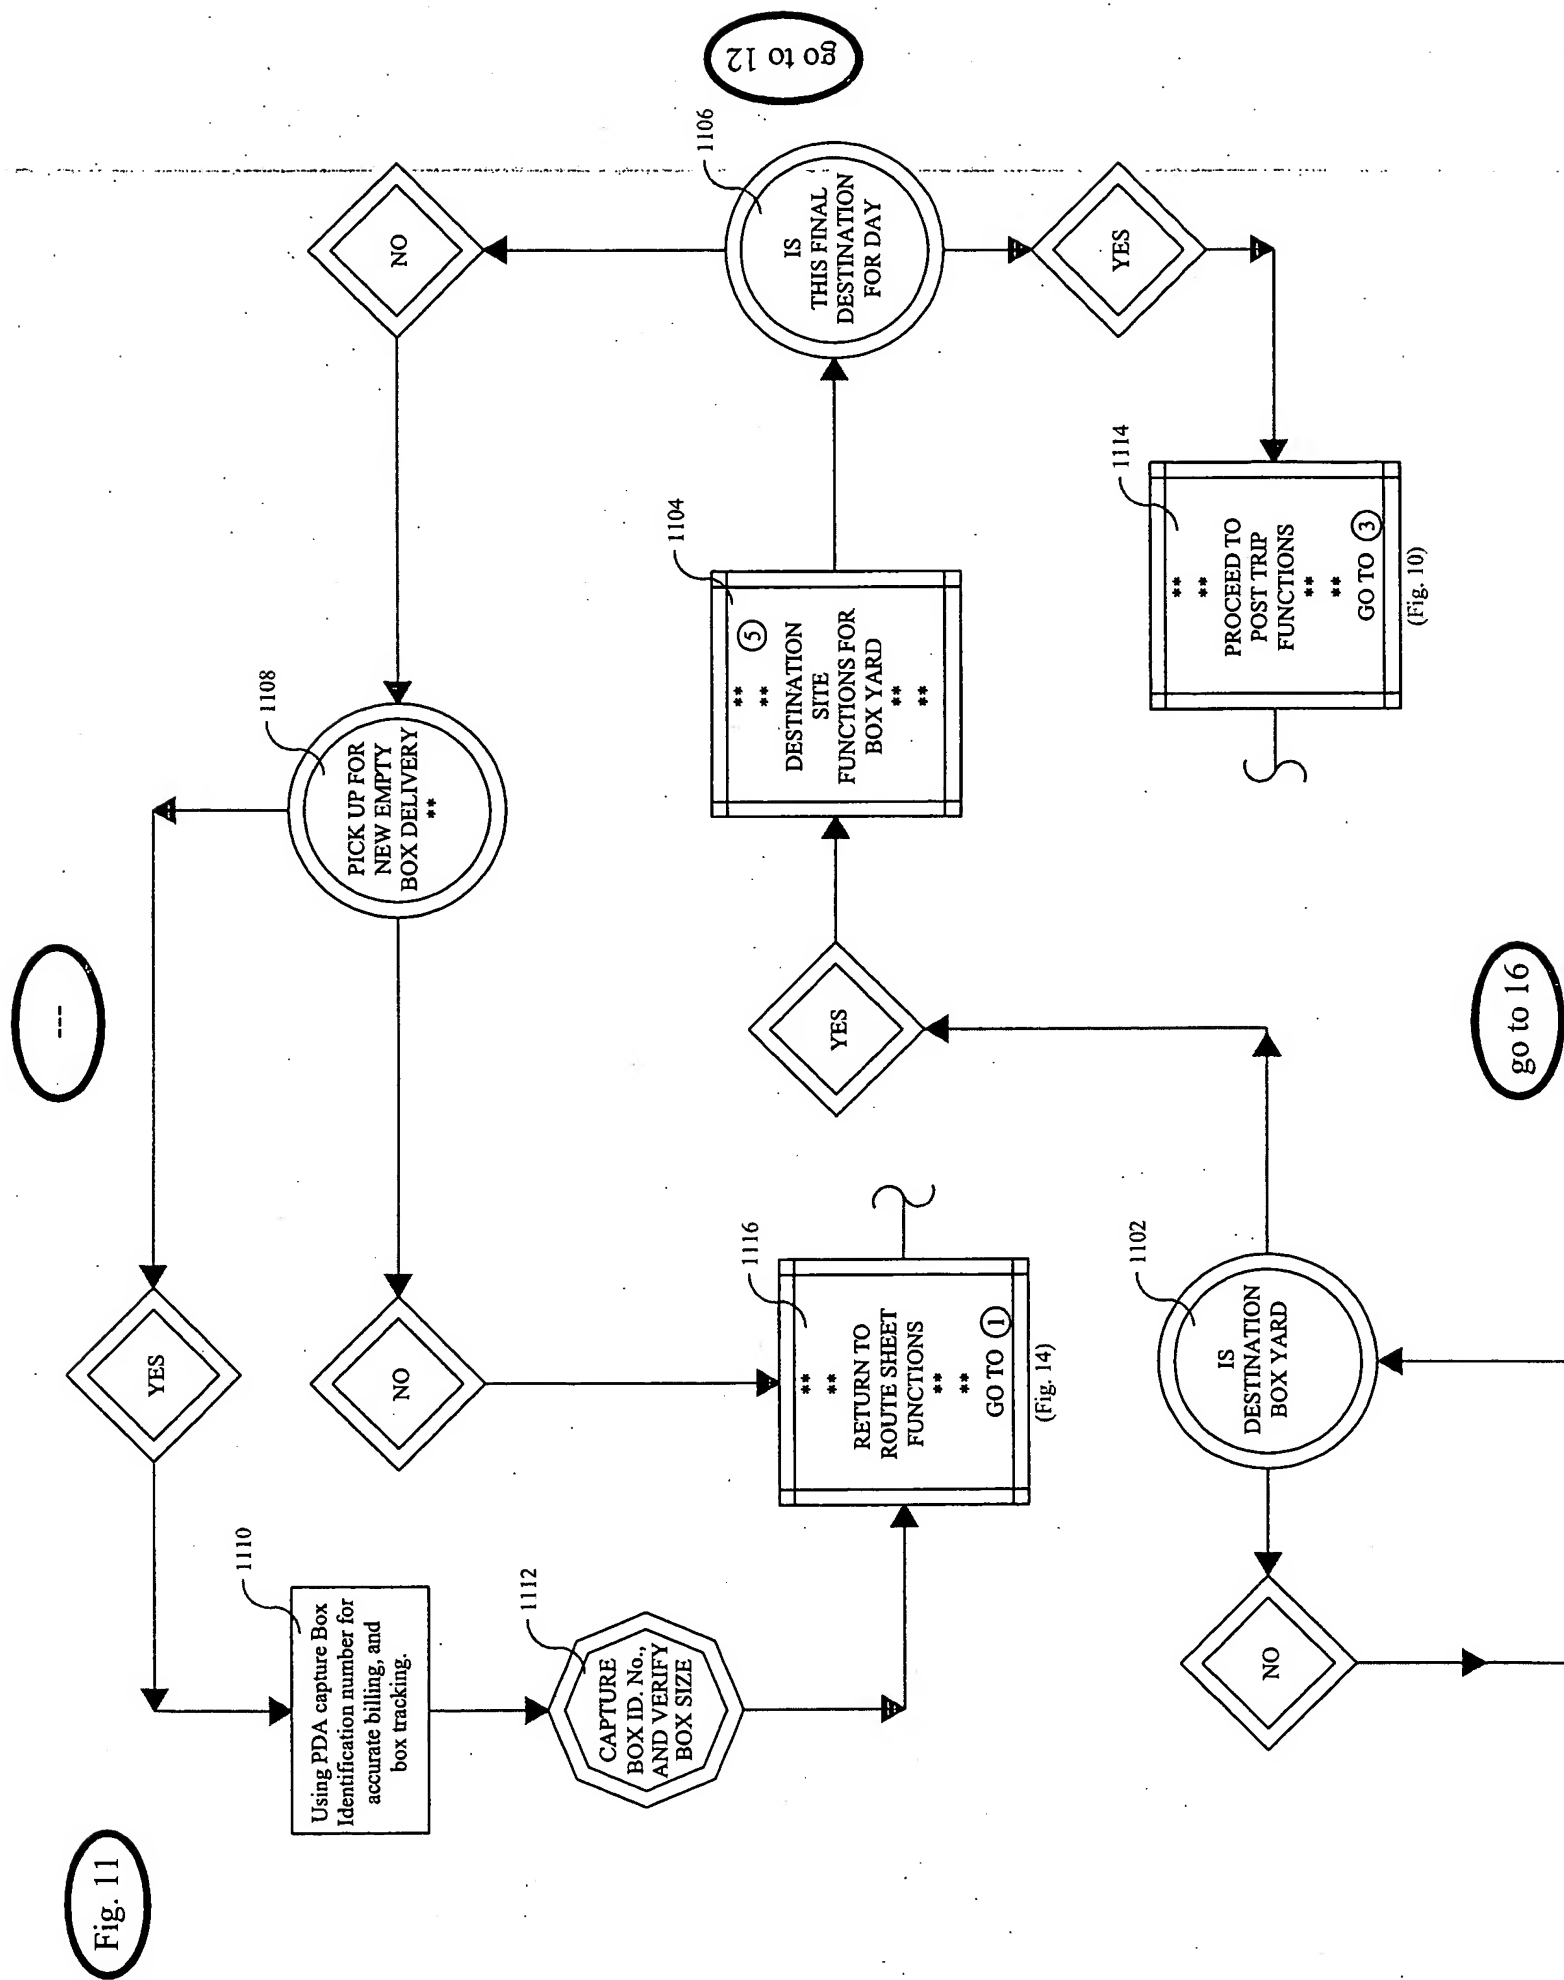 Fig. 11
---
go to 12
go to 16
YES
1110
Using PDA capture Box
Identification number for
accurate billing, and
box tracking.
1112
CAPTURE
BOX ID. No.,
AND VERIFY
BOX SIZE
1108
PICK UP FOR
NEW EMPTY
BOX DELIVERY
**
NO
NO
1116
**
**
RETURN TO
ROUTE SHEET
FUNCTIONS
**
**
GO TO 1
(Fig. 14)
YES
1104
5
**
**
DESTINATION
SITE
FUNCTIONS FOR
BOX YARD
**
**
1106
IS
THIS FINAL
DESTINATION
FOR DAY
YES
1114
**
**
PROCEED TO
POST TRIP
FUNCTIONS
**
**
GO TO 3
(Fig. 10)
1102
IS
DESTINATION
BOX YARD
NO